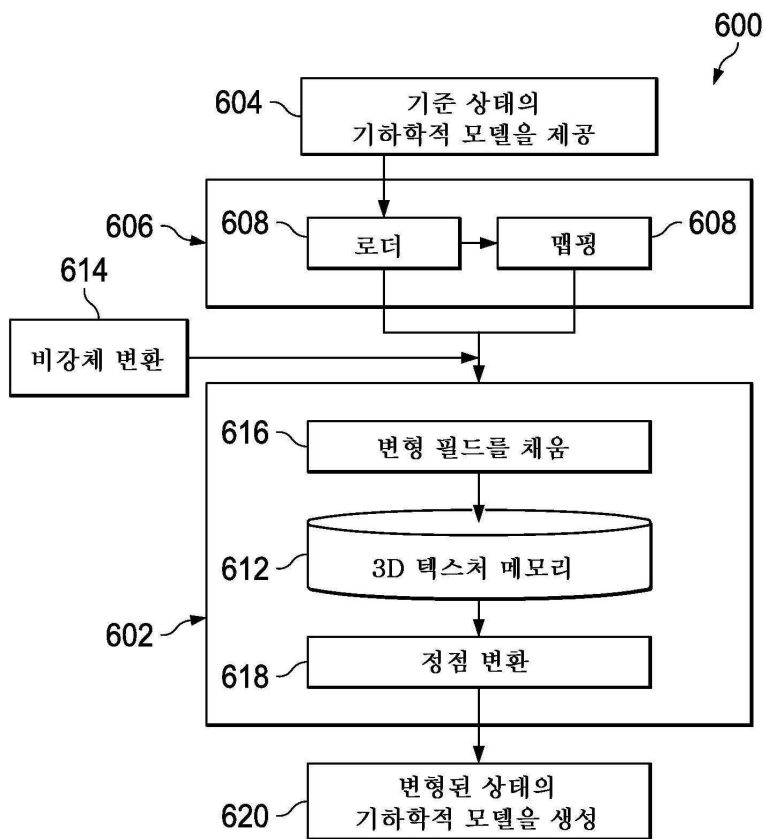 600
604
기준 상태의
기하학적 모델을 제공
606
608
로더
맵핑
608
614
비강체 변환
616
변형 필드를 채움
612
3D 텍스처 메모리
602
618
정점 변환
620
변형된 상태의
기하학적 모델을 생성